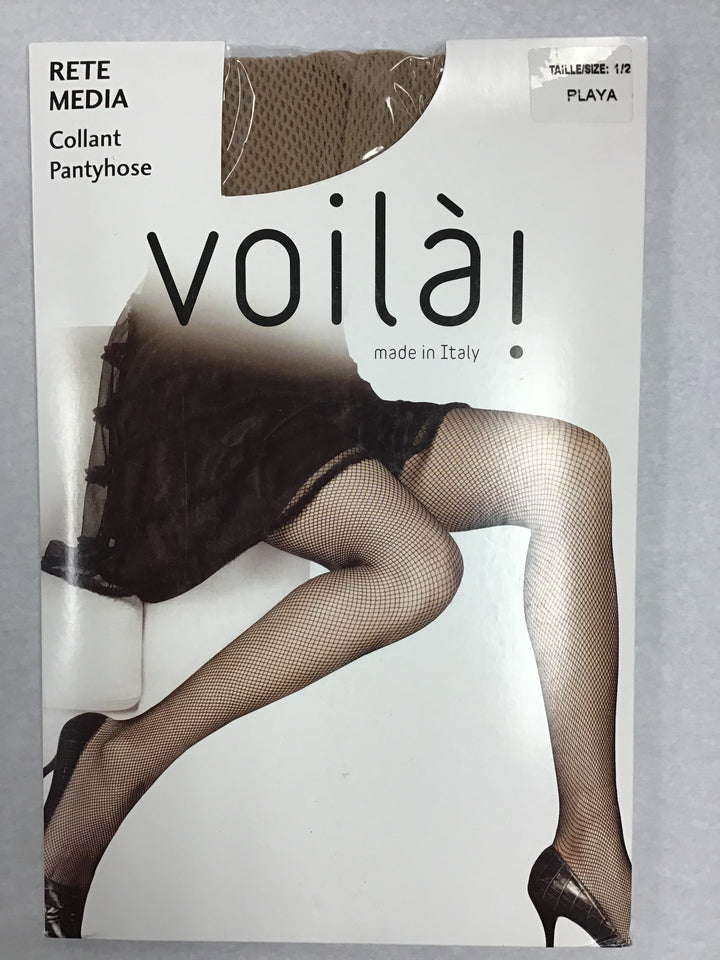 RETE
MEDIA
Collant
Pantyhose
TAILLE/SIZE: 1/2
PLAYA
voilà!
made in Italy